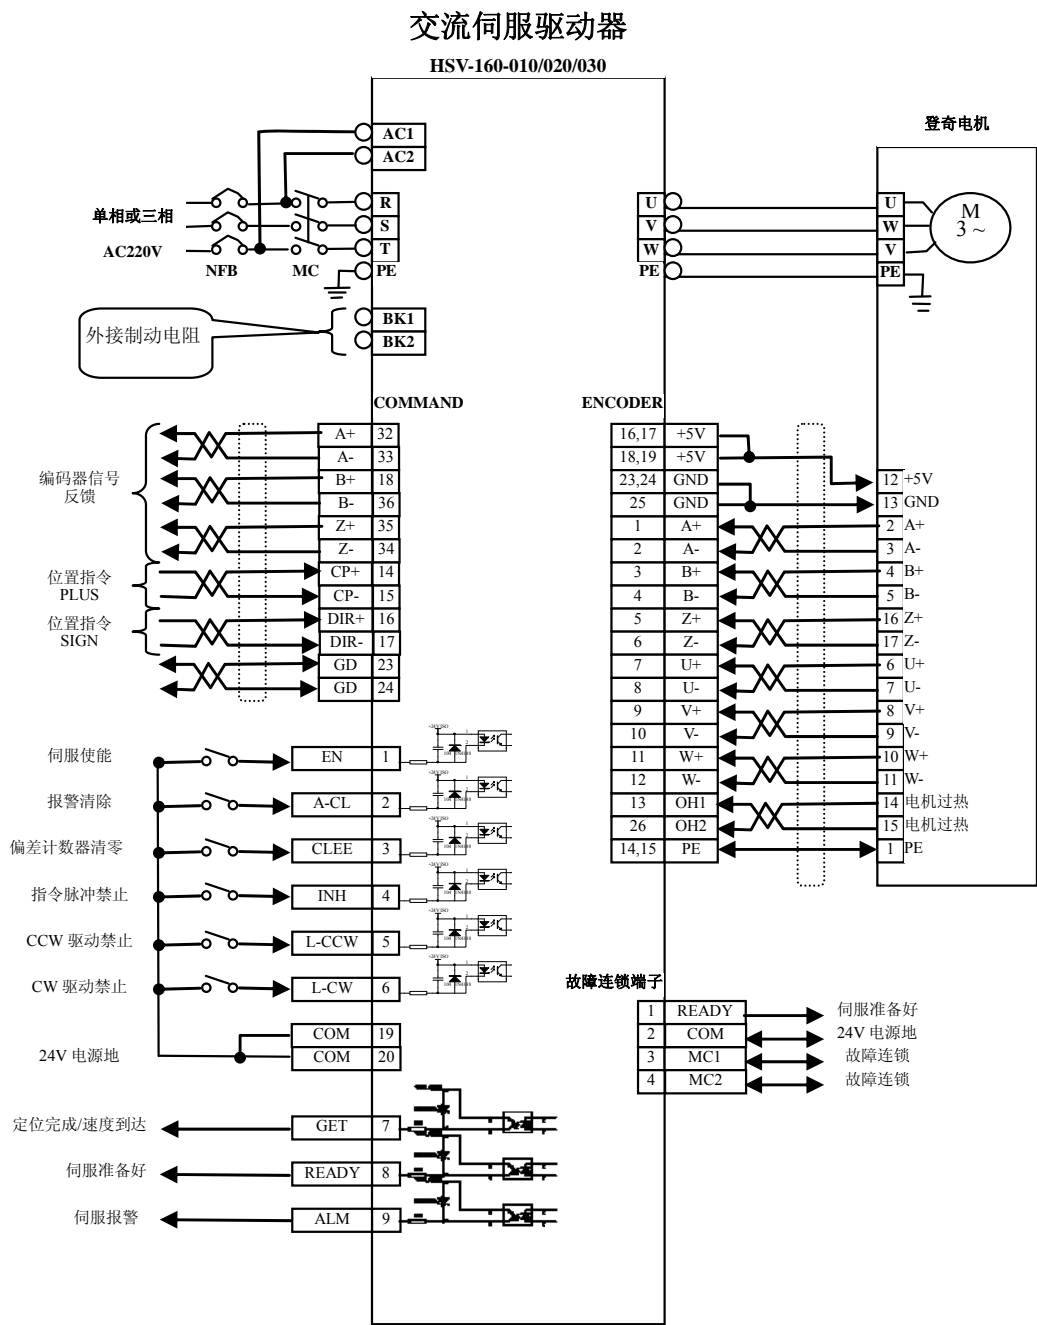 交流伺服驱动器
HSV-160-010/020/030
登奇电机
AC1
AC2
单相或三相
AC220V
NFB
MC
R
S
T
PE
U
V
W
PE
U
W
V
PE
M
3 ~
外接制动电阻
BK1
BK2
COMMAND
编码器信号
反馈
A+ 32
A- 33
B+ 18
B- 36
Z+ 35
Z- 34
位置指令
PLUS
CP+ 14
CP- 15
位置指令
SIGN
DIR+ 16
DIR- 17
GD 23
GD 24
ENCODER
16,17 +5V
18,19 +5V
23,24 GND
25 GND
1 A+
2 A-
3 B+
4 B-
5 Z+
6 Z-
7 U+
8 U-
9 V+
10 V-
11 W+
12 W-
13 OH1
26 OH2
14,15 PE
12 +5V
13 GND
2 A+
3 A-
4 B+
5 B-
16 Z+
17 Z-
6 U+
7 U-
8 V+
9 V-
10 W+
11 W-
14 电机过热
15 电机过热
1 PE
伺服使能 EN 1
报警清除 A-CL 2
偏差计数器清零 CLEE 3
指令脉冲禁止 INH 4
CCW 驱动禁止 L-CCW 5
CW 驱动禁止 L-CW 6
24V 电源地
COM 19
COM 20
定位完成/速度到达 GET 7
伺服准备好 READY 8
伺服报警 ALM 9
故障连锁端子
1 READY 伺服准备好
2 COM 24V 电源地
3 MC1 故障连锁
4 MC2 故障连锁